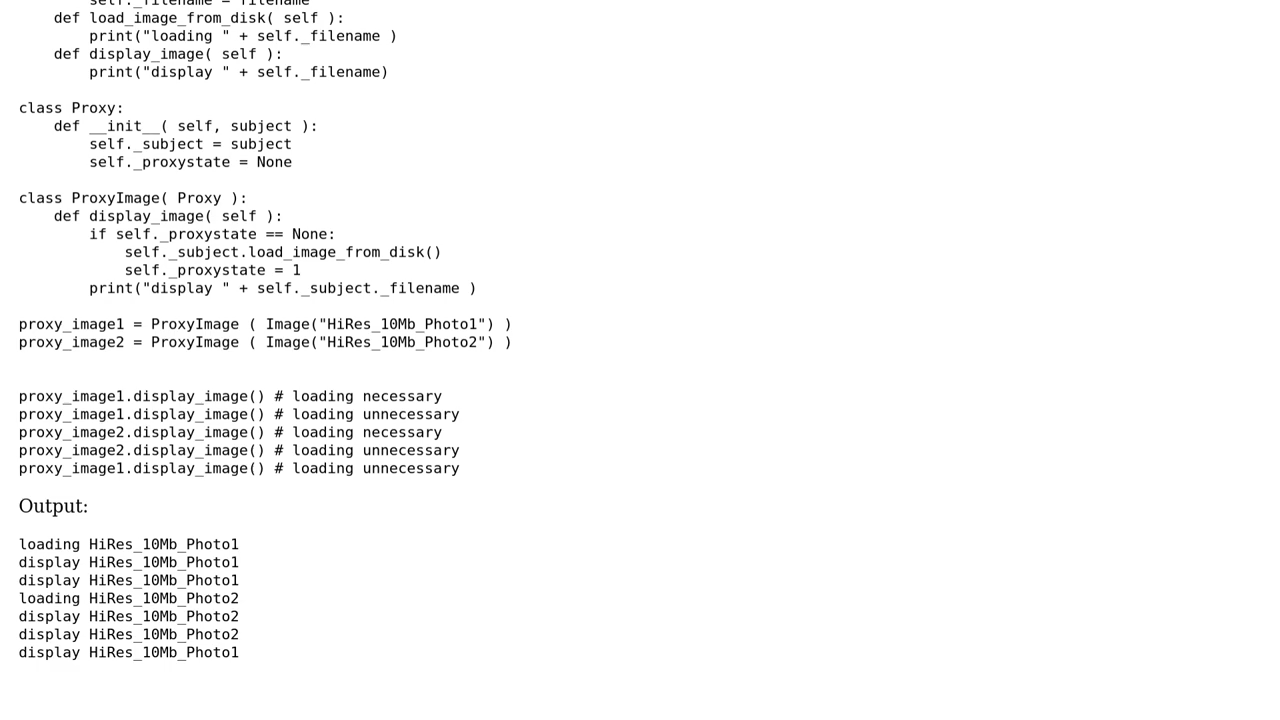 self._filename = filename
    def load_image_from_disk( self ):
        print("loading " + self._filename )
    def display_image( self ):
        print("display " + self._filename)

class Proxy:
    def __init__( self, subject ):
        self._subject = subject
        self._proxystate = None

class ProxyImage( Proxy ):
    def display_image( self ):
        if self._proxystate == None:
            self._subject.load_image_from_disk()
            self._proxystate = 1
        print("display " + self._subject._filename )

proxy_image1 = ProxyImage ( Image("HiRes_10Mb_Photo1") )
proxy_image2 = ProxyImage ( Image("HiRes_10Mb_Photo2") )

proxy_image1.display_image() # loading necessary
proxy_image1.display_image() # loading unnecessary
proxy_image2.display_image() # loading necessary
proxy_image2.display_image() # loading unnecessary
proxy_image1.display_image() # loading unnecessary

Output:

loading HiRes_10Mb_Photo1
display HiRes_10Mb_Photo1
display HiRes_10Mb_Photo1
loading HiRes_10Mb_Photo2
display HiRes_10Mb_Photo2
display HiRes_10Mb_Photo2
display HiRes_10Mb_Photo1